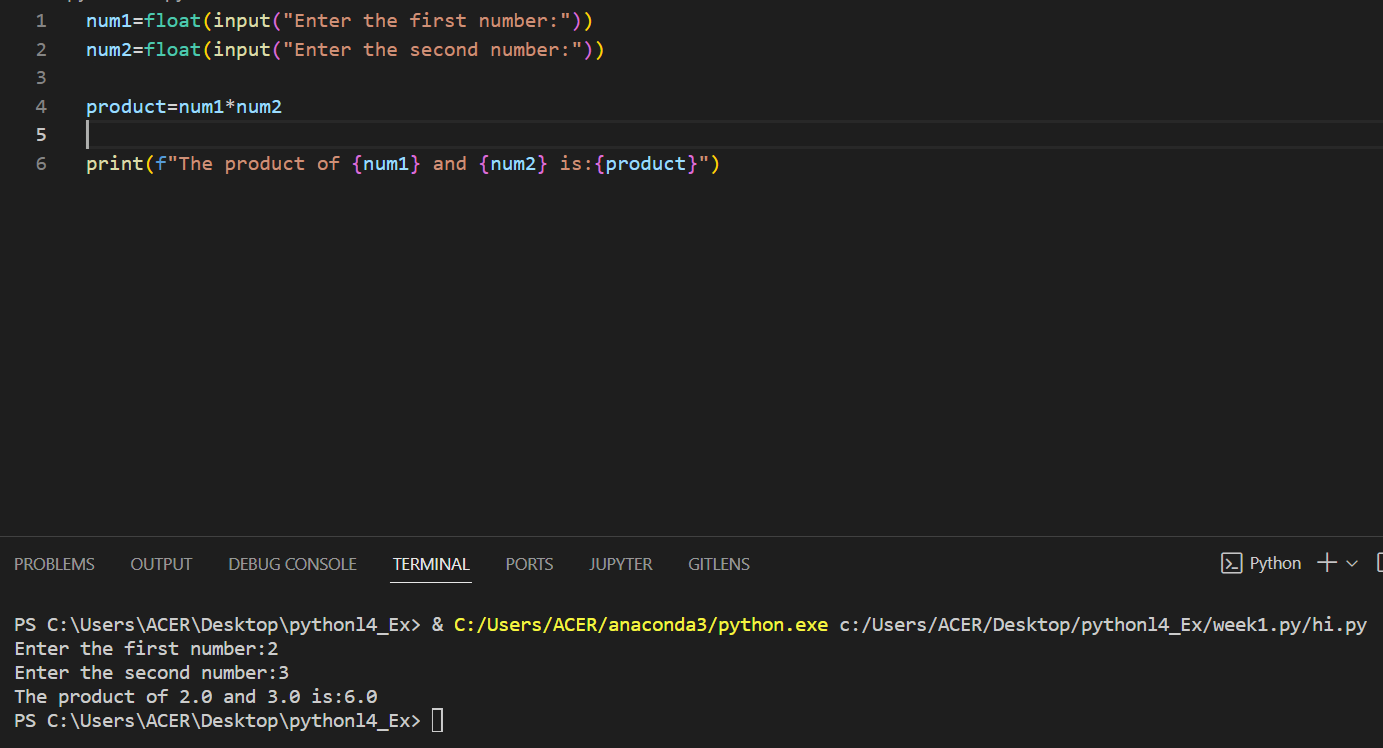 1 num1=float(input("Enter the first number:"))
2 num2=float(input("Enter the second number:"))
3
4 product=num1*num2
5
6 print(f"The product of {num1} and {num2} is:{product}")
PROBLEMS OUTPUT DEBUG CONSOLE TERMINAL PORTS JUPYTER GITLENS Python
PS C:\Users\ACER\Desktop\pythonl4_Ex> & C:/Users/ACER/anaconda3/python.exe c:/Users/ACER/Desktop/pythonl4_Ex/week1.py/hi.py
Enter the first number:2
Enter the second number:3
The product of 2.0 and 3.0 is:6.0
PS C:\Users\ACER\Desktop\pythonl4_Ex>